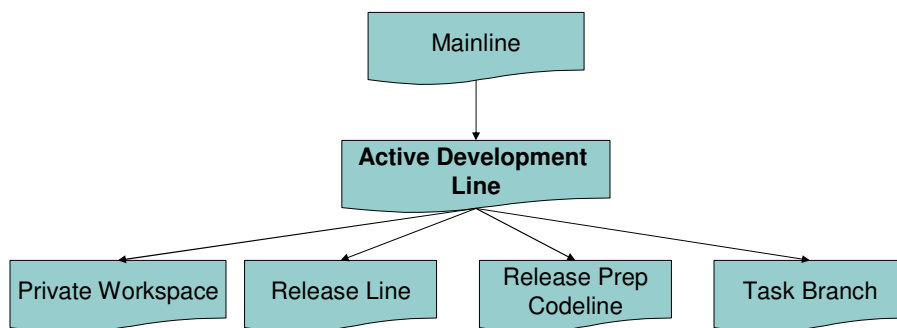 Mainline
Active Development
Line
Private Workspace
Release Line
Release Prep
Codeline
Task Branch